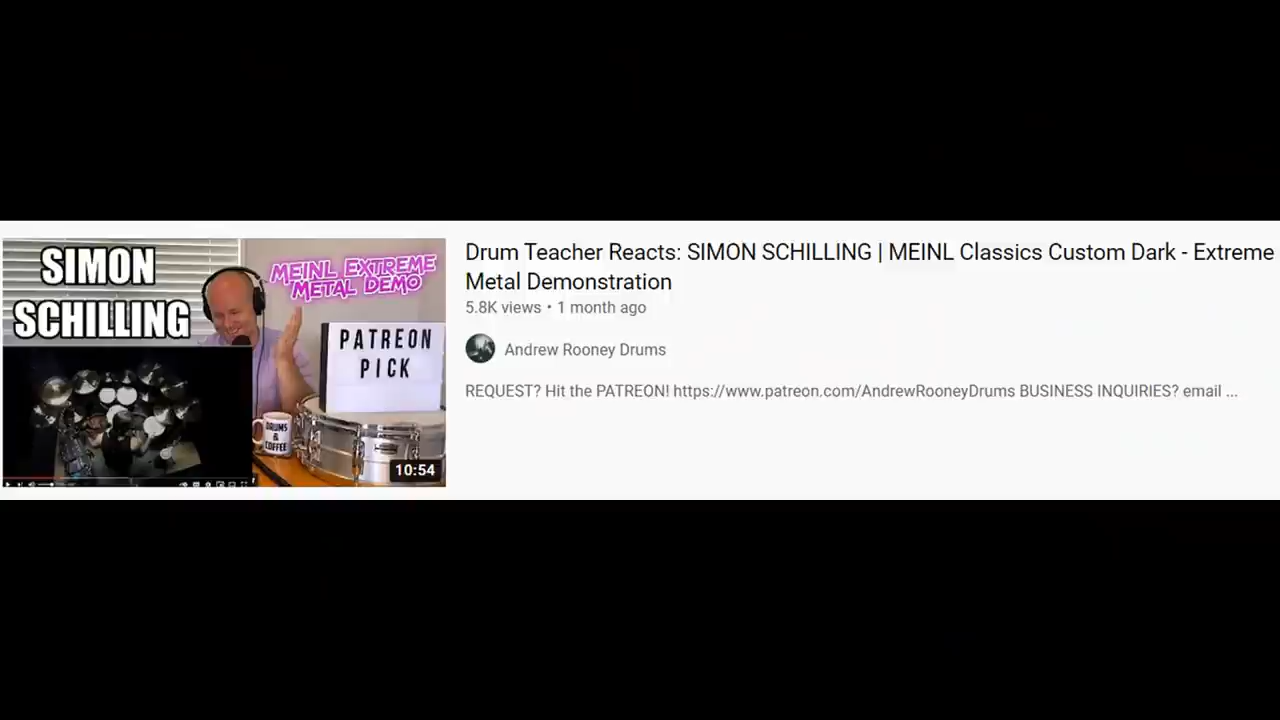 SIMON
SCHILLING
MEINL EXTREME
METAL DEMO
PATREON
PICK
DRUMS
&
COFFEE
10:54
Drum Teacher Reacts: SIMON SCHILLING | MEINL Classics Custom Dark - Extreme
Metal Demonstration
5.8K views • 1 month ago
Andrew Rooney Drums
REQUEST? Hit the PATREON! https://www.patreon.com/AndrewRooneyDrums BUSINESS INQUIRIES? email ...